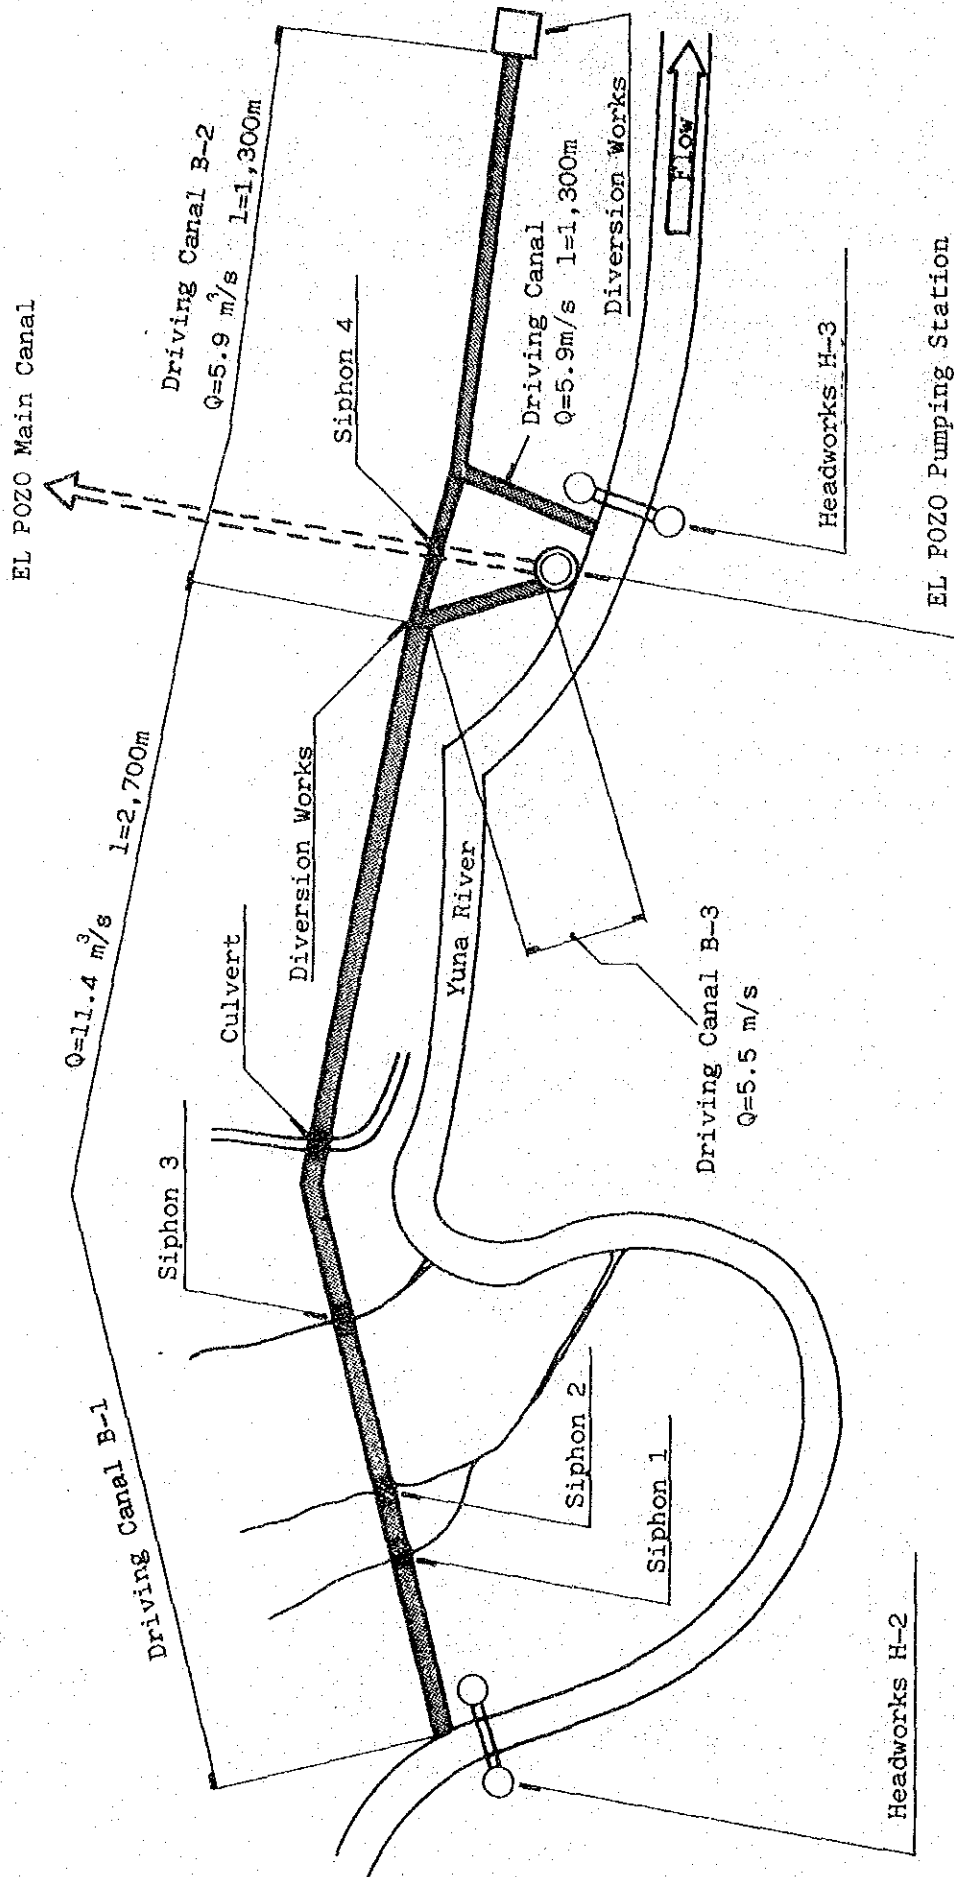 EL POZO Main Canal
Driving Canal B-1
Q=11.4 m³/s l=2,700m
Driving Canal B-2
Q=5.9 m³/s l=1,300m
Siphon 3
Culvert
Diversion Works
Siphon 4
Driving Canal
Q=5.9m/s l=1,300m
Diversion Works
Flow
Yuna River
Siphon 2
Siphon 1
Driving Canal B-3
Q=5.5 m/s
Headworks H-3
Headworks H-2
EL POZO Pumping Station